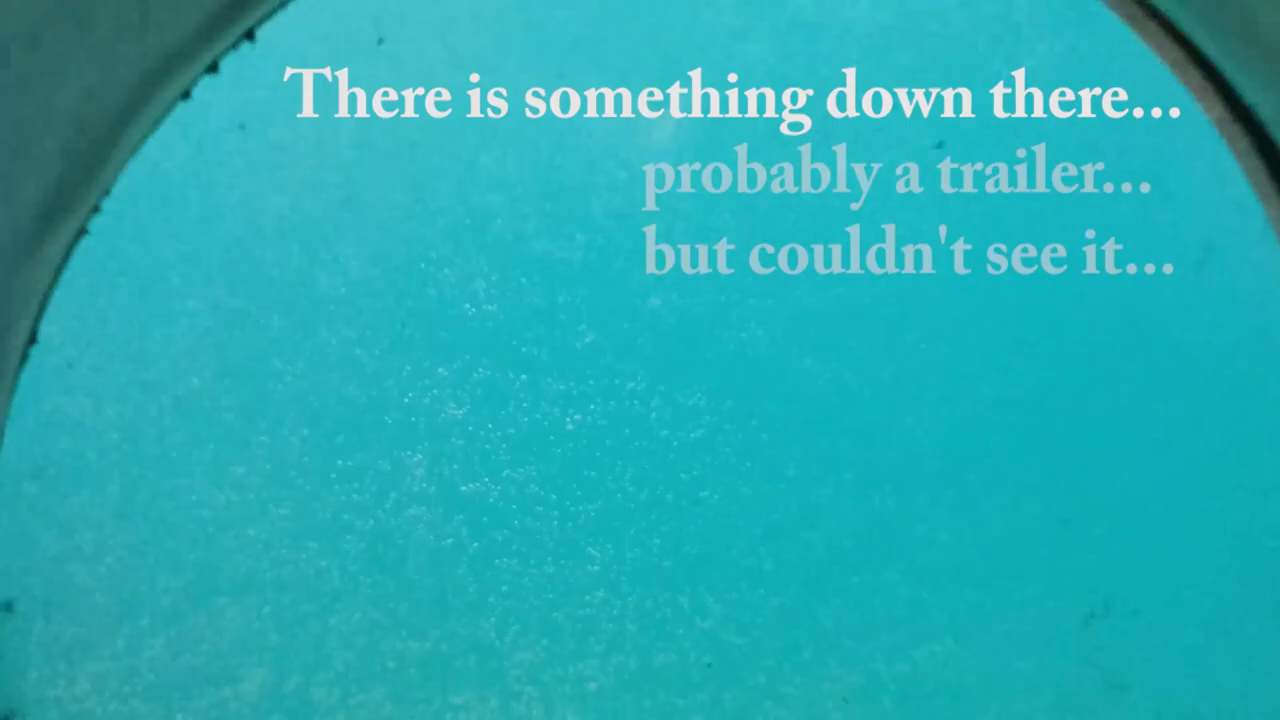 There is something down there...
probably a trailer...
but couldn't see it...